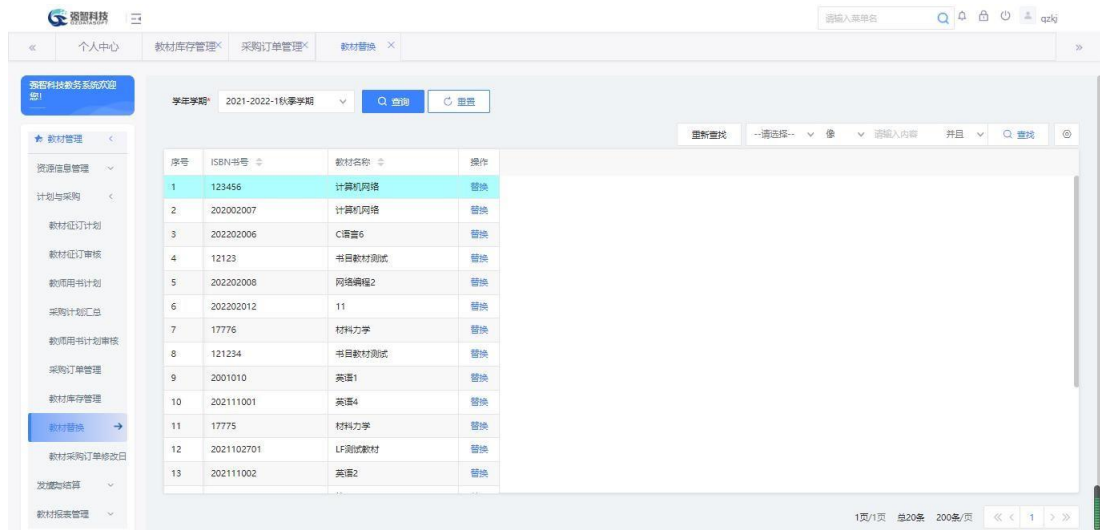 强智科技
QZDATASOFT
请输入菜单名
qzkj
个人中心
教材库存管理
采购订单管理
教材替换
强智科技教务系统欢迎您!
学年学期* 2021-2022-1秋季学期 查询 重置
重新查找 --请选择-- 像 请输入内容 并且 查找
教材管理
资源信息管理
计划与采购
教材征订计划
教材征订审核
教师用书计划
采购计划汇总
教师用书计划审核
采购订单管理
教材库存管理
教材替换
教材采购订单修改日
教材报表管理
序号 ISBN书号 教材名称 操作
1 123456 计算机网络 替换
2 202002007 计算机网络 替换
3 202202006 C语言6 替换
4 12123 书目教材测试 替换
5 202202008 网络编程2 替换
6 202202012 11 替换
7 17776 材料力学 替换
8 121234 书目教材测试 替换
9 2001010 英语1 替换
10 202111001 英语4 替换
11 17775 材料力学 替换
12 2021102701 LF测试教材 替换
13 202111002 英语2 替换
1页/1页 总20条 200条/页 1